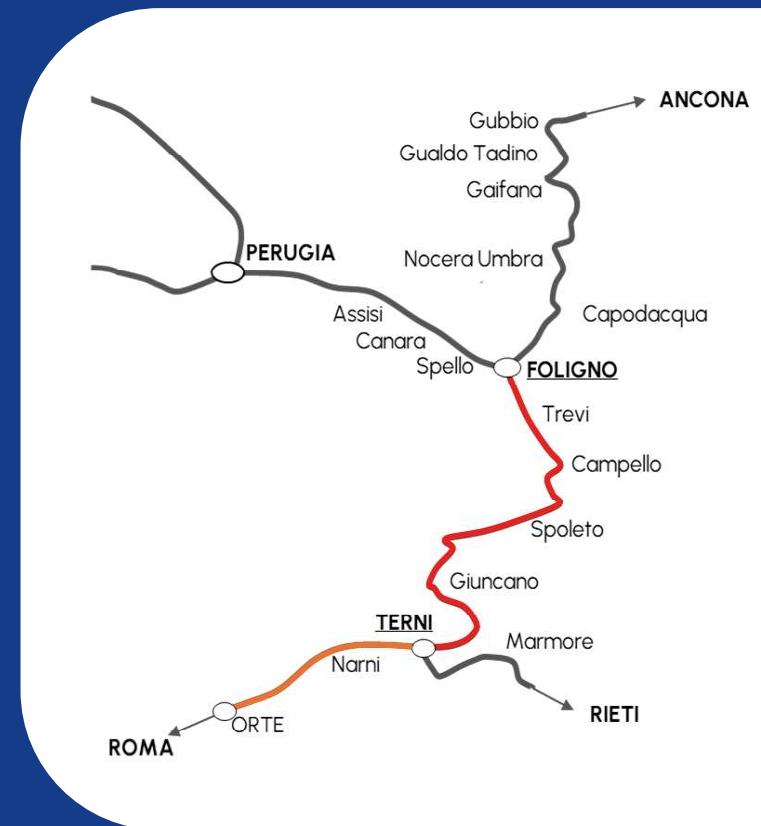 ANCONA
Gubbio
Gualdo Tadino
Gaifana
PERUGIA
Nocera Umbra
Assisi
Capodacqua
Canara
Spello
FOLIGNO
Trevi
Campello
Spoleto
Giuncano
TERNI
Marmore
Narni
RIETI
ORTE
ROMA